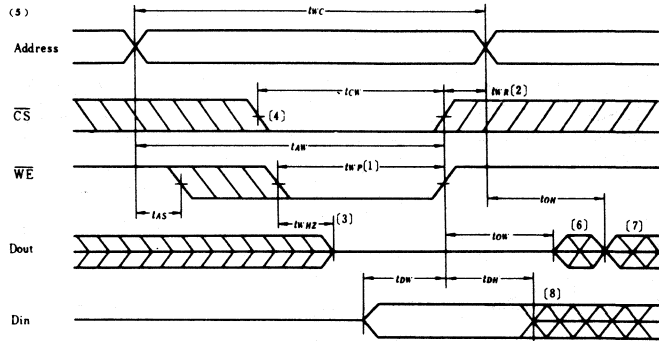 (5)
tWC
Address
tCW
tWR(2)
CS
(4)
tAW
WE
tWP(1)
tAS
tWHZ
(3)
tOH
tOW
(6)
(7)
Dout
tDW
tDH
(8)
Din